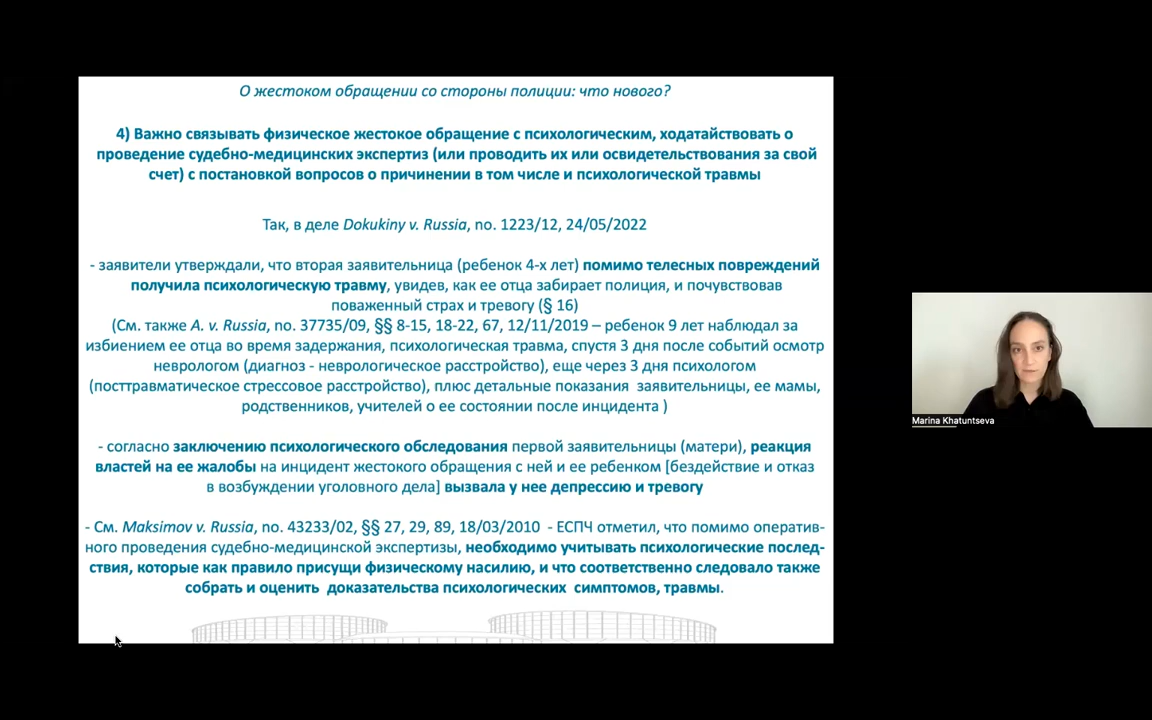 О жестоком обращении со стороны полиции: что нового?
4) Важно связывать физическое жестокое обращение с психологическим, ходатайствовать о
проведение судебно-медицинских экспертиз (или проводить их или освидетельствования за свой
счет) с постановкой вопросов о причинении в том числе и психологической травмы
Так, в деле Dokukiny v. Russia, no. 1223/12, 24/05/2022
- заявители утверждали, что вторая заявительница (ребенок 4-х лет) помимо телесных повреждений
получила психологическую травму, увидев, как ее отца забирает полиция, и почувствовав
поваженный страх и тревогу (§ 16)
(См. также A. v. Russia, no. 37735/09, §§ 8-15, 18-22, 67, 12/11/2019 – ребенок 9 лет наблюдал за
избиением ее отца во время задержания, психологическая травма, спустя 3 дня после событий осмотр
неврологом (диагноз - неврологическое расстройство), еще через 3 дня психологом
(посттравматическое стрессовое расстройство), плюс детальные показания заявительницы, ее мамы,
родственников, учителей о ее состоянии после инцидента )
- согласно заключению психологического обследования первой заявительницы (матери), реакция
властей на ее жалобы на инцидент жестокого обращения с ней и ее ребенком [бездействие и отказ
в возбуждении уголовного дела] вызвала у нее депрессию и тревогу
- См. Maksimov v. Russia, no. 43233/02, §§ 27, 29, 89, 18/03/2010 - ЕСПЧ отметил, что помимо оператив-
ного проведения судебно-медицинской экспертизы, необходимо учитывать психологические послед-
ствия, которые как правило присущи физическому насилию, и что соответственно следовало также
собрать и оценить доказательства психологических симптомов, травмы.
Marina Khatuntseva